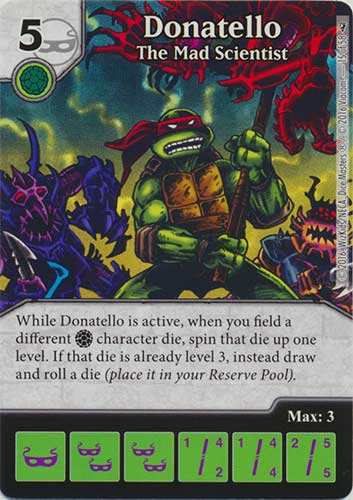 5
Donatello
The Mad Scientist
While Donatello is active, when you field a
different character die, spin that die up one
level. If that die is already level 3, instead draw
and roll a die (place it in your Reserve Pool).
Max: 3
1 4 2
1 4 4
2 5 5